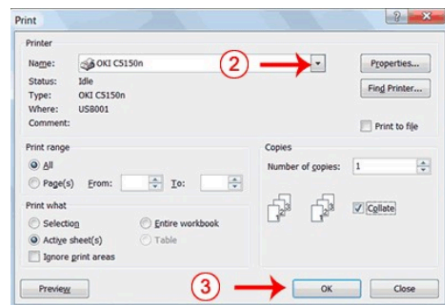 Print
Printer
Name: OKI C5150n
2
Properties...
Status: Idle
Find Printer...
Type: OKI C5150n
Where: USB001
Comment:
Print to file
Print range
Copies
All
Number of copies: 1
Page(s) From: To:
Print what
Selection Entire workbook
Collate
Active sheet(s) Table
Ignore print areas
Preview
3
OK
Close